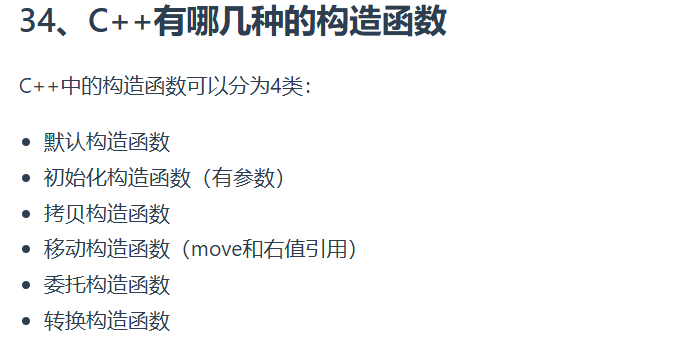 34、C++有哪几种的构造函数
C++中的构造函数可以分为4类：
• 默认构造函数
• 初始化构造函数（有参数）
• 拷贝构造函数
• 移动构造函数（move和右值引用）
• 委托构造函数
• 转换构造函数